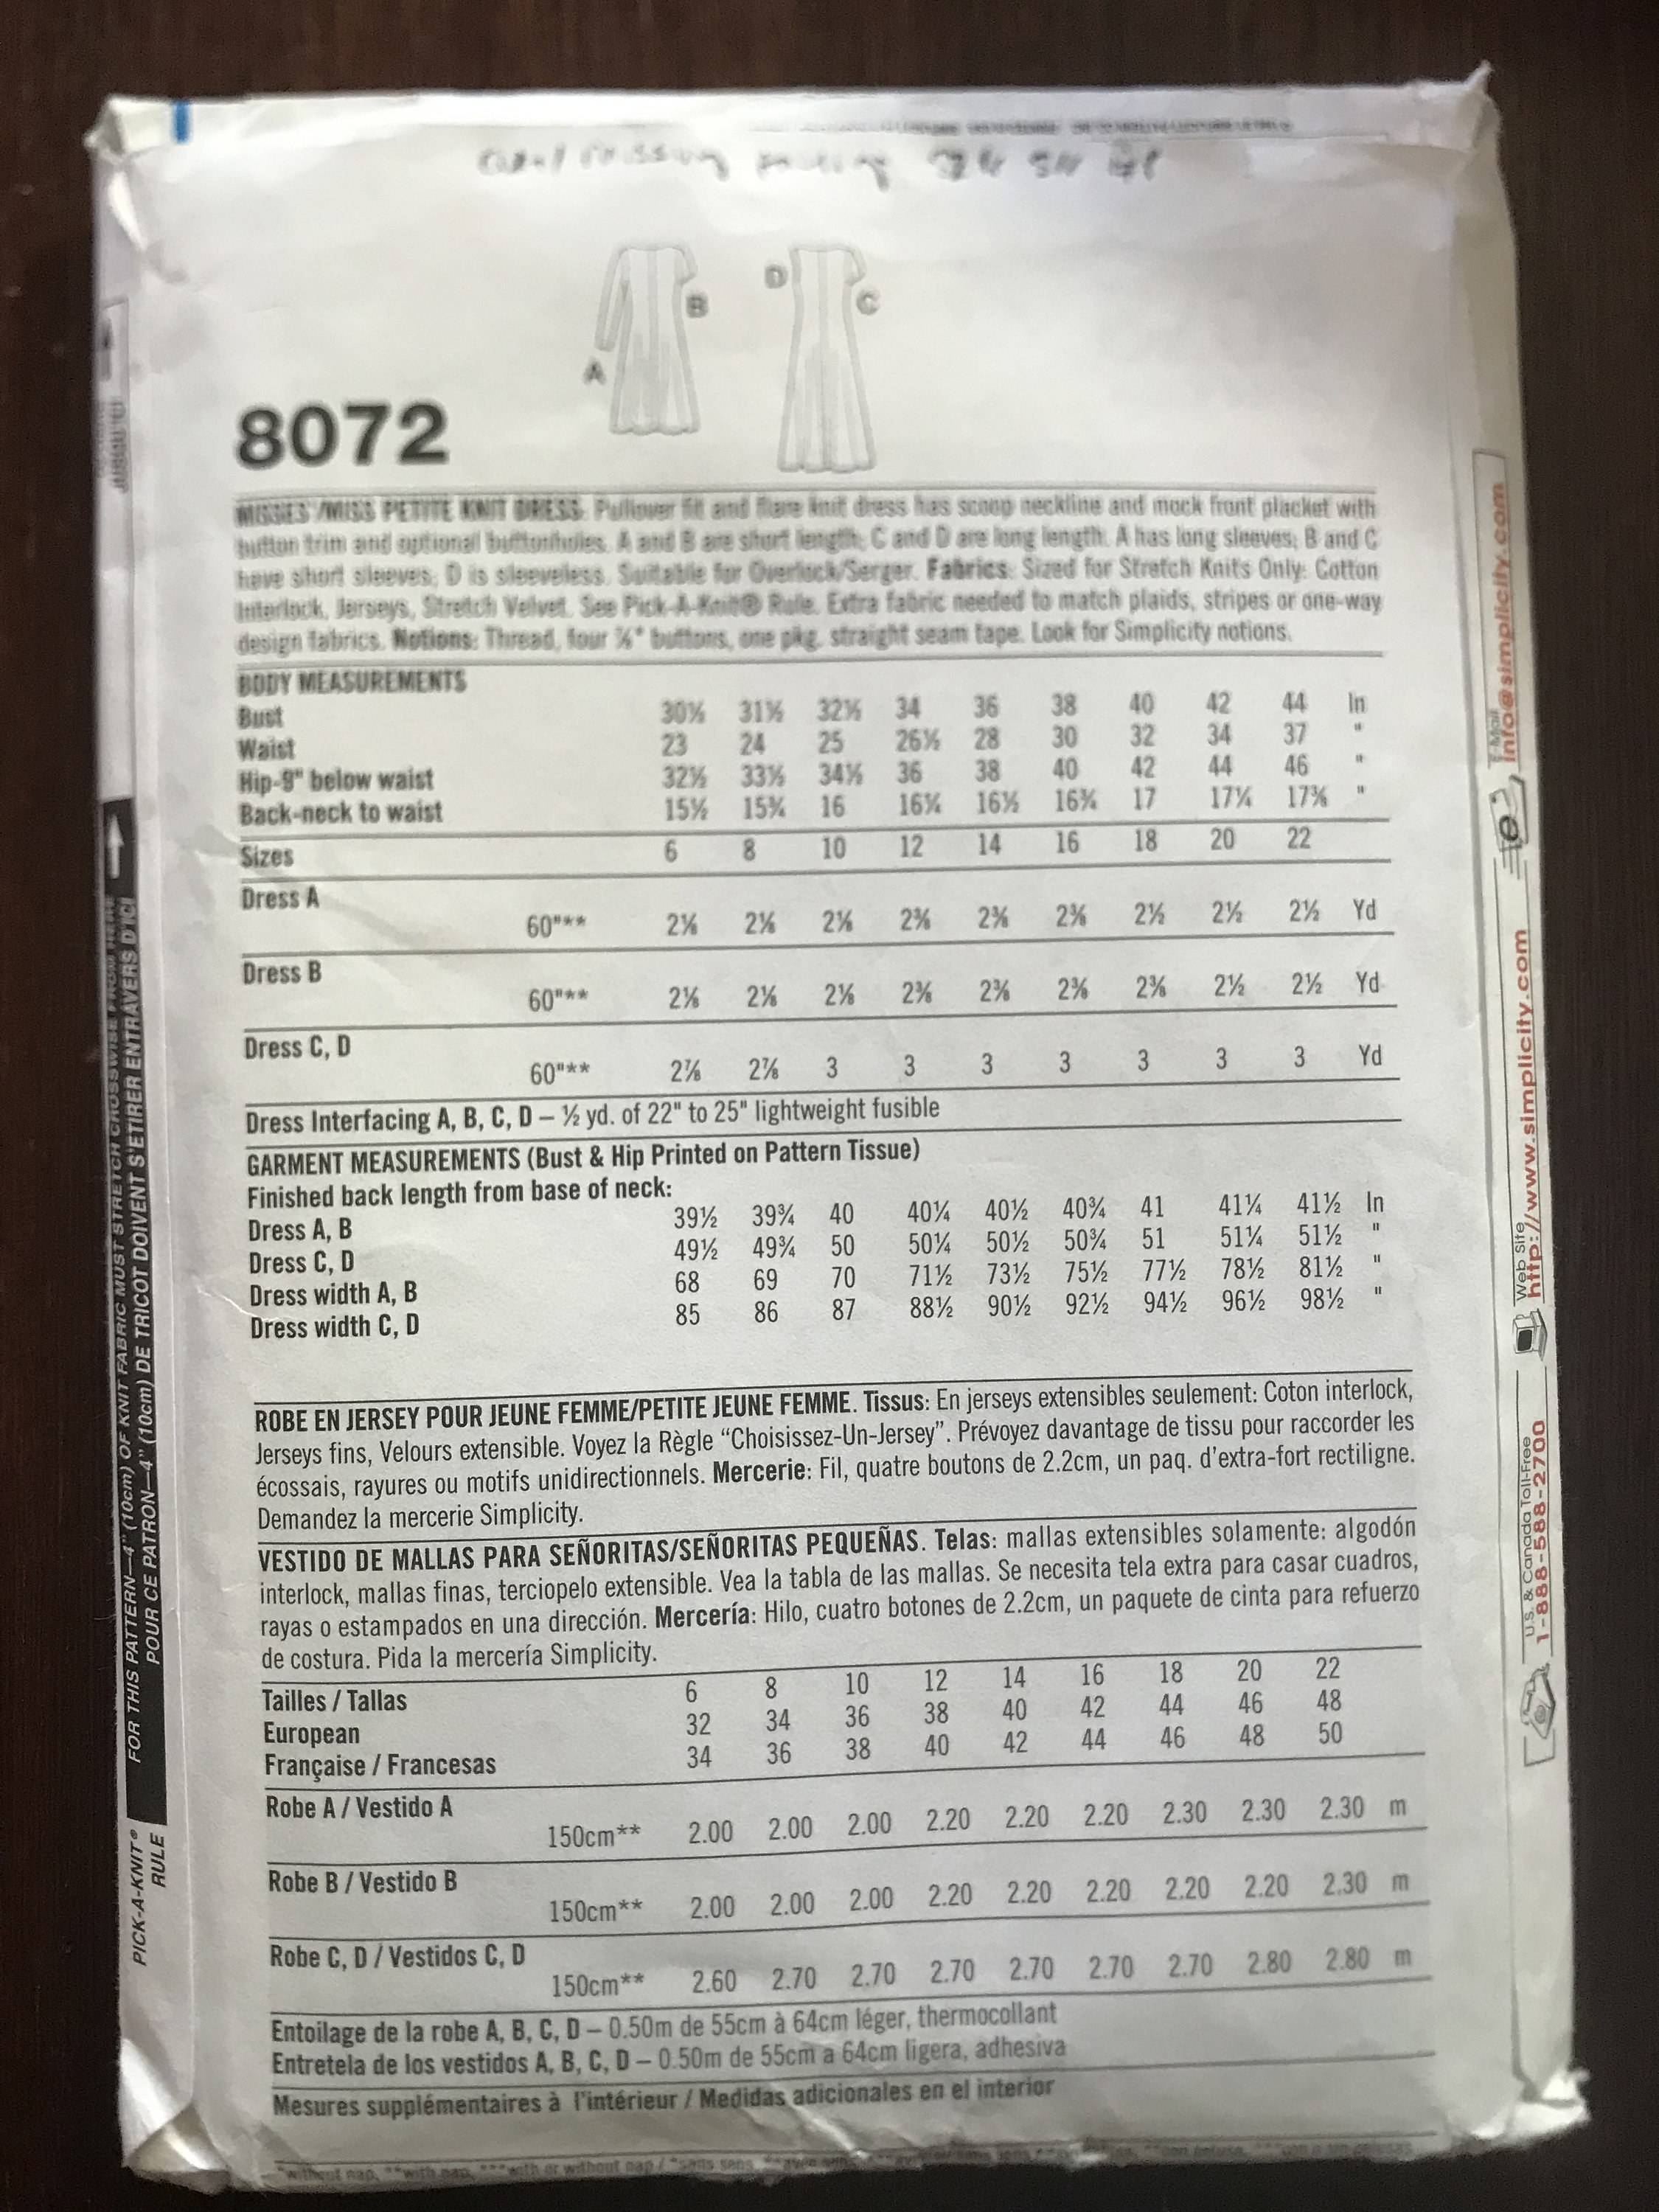 A
B
D
C
8072
MISSES'/MISS PETITE KNIT DRESS: Pullover fit and flare knit dress has scoop neckline and mock front placket with
button trim and optional buttonholes. A and B are short length; C and D are long length. A has long sleeves; B and C
have short sleeves; D is sleeveless. Suitable for Overlock/Serger. Fabrics: Sized for Stretch Knits Only: Cotton
Interlock, Jerseys, Stretch Velvet. See Pick-A-Knit® Rule. Extra fabric needed to match plaids, stripes or one-way
design fabrics. Notions: Thread, four ⅞" buttons, one pkg. straight seam tape. Look for Simplicity notions.
BODY MEASUREMENTS
Bust 30½ 31½ 32½ 34 36 38 40 42 44 In
Waist 23 24 25 26½ 28 30 32 34 37 "
Hip-9" below waist 32½ 33½ 34½ 36 38 40 42 44 46 "
Back-neck to waist 15½ 15¾ 16 16¼ 16½ 16¾ 17 17¼ 17⅜ "
Sizes 6 8 10 12 14 16 18 20 22
Dress A
60"** 2⅛ 2⅛ 2⅛ 2⅜ 2⅜ 2⅜ 2½ 2½ 2½ Yd
Dress B
60"** 2⅛ 2⅛ 2⅛ 2⅜ 2⅜ 2⅜ 2⅜ 2½ 2½ Yd
Dress C, D
60"** 2⅞ 2⅞ 3 3 3 3 3 3 3 Yd
Dress Interfacing A, B, C, D – ½ yd. of 22" to 25" lightweight fusible
GARMENT MEASUREMENTS (Bust & Hip Printed on Pattern Tissue)
Finished back length from base of neck:
Dress A, B 39½ 39¾ 40 40¼ 40½ 40¾ 41 41¼ 41½ In
Dress C, D 49½ 49¾ 50 50¼ 50½ 50¾ 51 51¼ 51½ "
Dress width A, B 68 69 70 71½ 73½ 75½ 77½ 78½ 81½ "
Dress width C, D 85 86 87 88½ 90½ 92½ 94½ 96½ 98½ "
ROBE EN JERSEY POUR JEUNE FEMME/PETITE JEUNE FEMME. Tissus: En jerseys extensibles seulement: Coton interlock,
Jerseys fins, Velours extensible. Voyez la Règle “Choisissez-Un-Jersey”. Prévoyez davantage de tissu pour raccorder les
écossais, rayures ou motifs unidirectionnels. Mercerie: Fil, quatre boutons de 2.2cm, un paq. d'extra-fort rectiligne.
Demandez la mercerie Simplicity.
VESTIDO DE MALLAS PARA SEÑORITAS/SEÑORITAS PEQUEÑAS. Telas: mallas extensibles solamente: algodón
interlock, mallas finas, terciopelo extensible. Vea la tabla de las mallas. Se necesita tela extra para casar cuadros,
rayas o estampados en una dirección. Mercería: Hilo, cuatro botones de 2.2cm, un paquete de cinta para refuerzo
de costura. Pida la mercería Simplicity.
Tailles / Tallas 6 8 10 12 14 16 18 20 22
European 32 34 36 38 40 42 44 46 48
Française / Francesas 34 36 38 40 42 44 46 48 50
Robe A / Vestido A
150cm** 2.00 2.00 2.00 2.20 2.20 2.20 2.30 2.30 2.30 m
Robe B / Vestido B
150cm** 2.00 2.00 2.00 2.20 2.20 2.20 2.20 2.20 2.30 m
Robe C, D / Vestidos C, D
150cm** 2.60 2.70 2.70 2.70 2.70 2.70 2.70 2.80 2.80 m
Entoilage de la robe A, B, C, D – 0.50m de 55cm à 64cm léger, thermocollant
Entretela de los vestidos A, B, C, D – 0.50m de 55cm a 64cm ligera, adhesiva
Mesures supplémentaires à l'intérieur / Medidas adicionales en el interior
*without nap, **with nap, ***with or without nap / *sans sens,
PICK-A-KNIT®
RULE
FOR THIS PATTERN—4" (10cm) OF KNIT FABRIC MUST STRETCH CROSSWISE FROM HERE
POUR CE PATRON—4" (10cm) DE TRICOT DOIVENT S'ETIRER ENTRAVERS D'ICI
E-Mail
info@simplicity.com
Web Site
http://www.simplicity.com
U.S. & Canada Toll-Free
1-888-588-2700